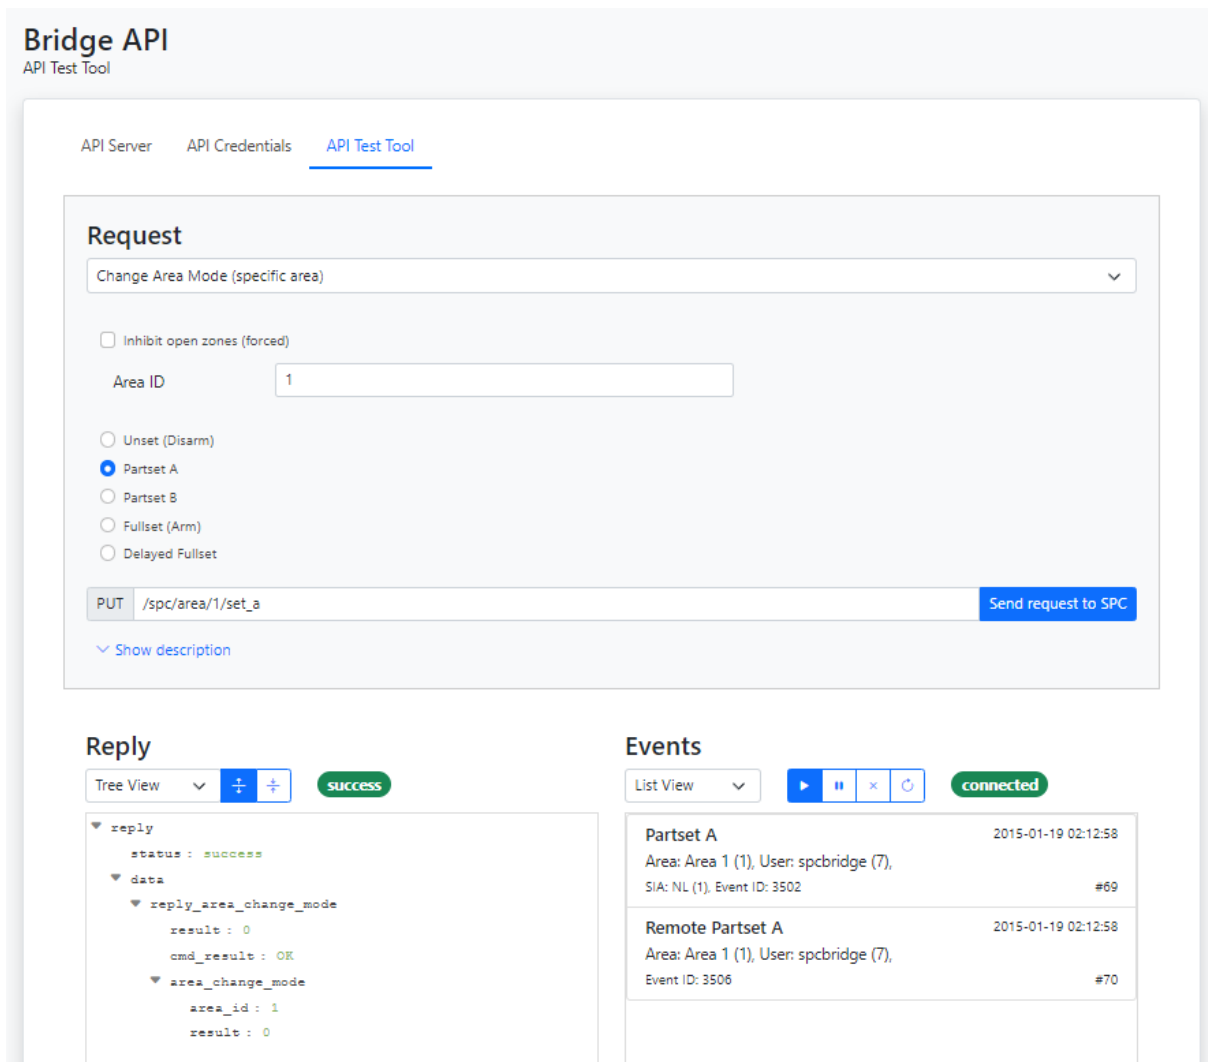 Bridge API
API Test Tool
API Server API Credentials API Test Tool
Request
Change Area Mode (specific area)
Inhibit open zones (forced)
Area ID 1
Unset (Disarm)
Partset A
Partset B
Fullset (Arm)
Delayed Fullset
PUT /spc/area/1/set_a Send request to SPC
Show description
Reply
Tree View success
reply
status : success
data
reply_area_change_mode
result : 0
cmd_result : OK
area_change_mode
area_id : 1
result : 0
Events
List View connected
Partset A 2015-01-19 02:12:58
Area: Area 1 (1), User: spcbridge (7),
SIA: NL (1), Event ID: 3502 #69
Remote Partset A 2015-01-19 02:12:58
Area: Area 1 (1), User: spcbridge (7),
Event ID: 3506 #70